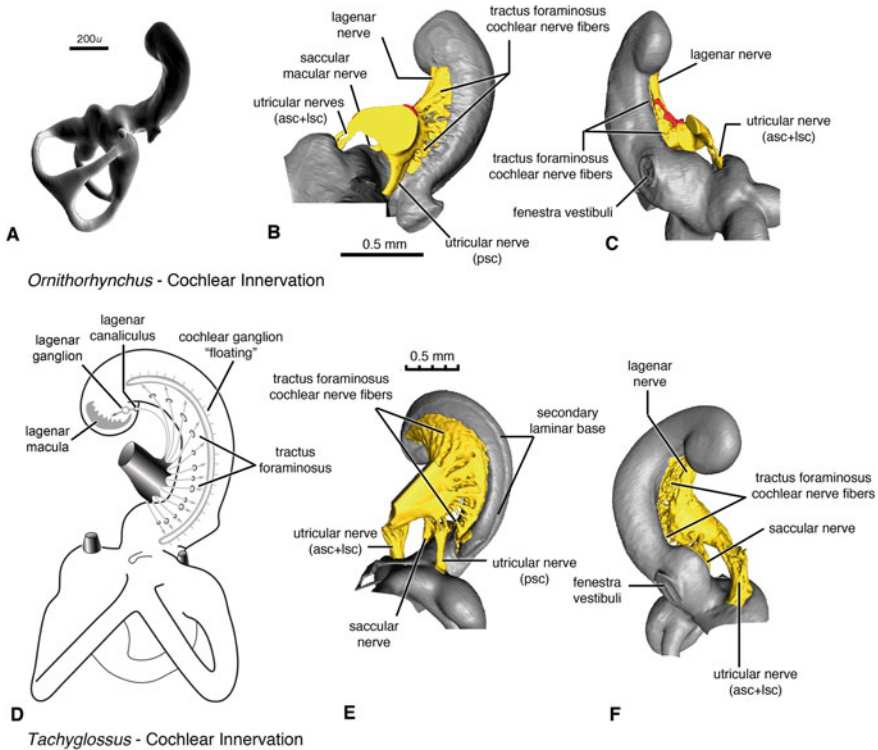 200u
A
lagenar
nerve
saccular
macular nerve
utricular nerves
(asc+lsc)
tractus foraminosus
cochlear nerve fibers
B
0.5 mm
utricular nerve
(psc)
lagenar nerve
utricular nerve
(asc+lsc)
tractus foraminosus
cochlear nerve fibers
fenestra vestibuli
C
Ornithorhynchus - Cochlear Innervation
lagenar
canaliculus
lagenar
ganglion
cochlear ganglion
"floating"
lagenar
macula
tractus
foraminosus
D
0.5 mm
tractus foraminosus
cochlear nerve fibers
secondary
laminar base
utricular nerve
(asc+lsc)
utricular nerve
(psc)
saccular
nerve
E
lagenar
nerve
tractus foraminosus
cochlear nerve fibers
saccular nerve
fenestra
vestibuli
utricular nerve
(asc+lsc)
F
Tachyglossus - Cochlear Innervation